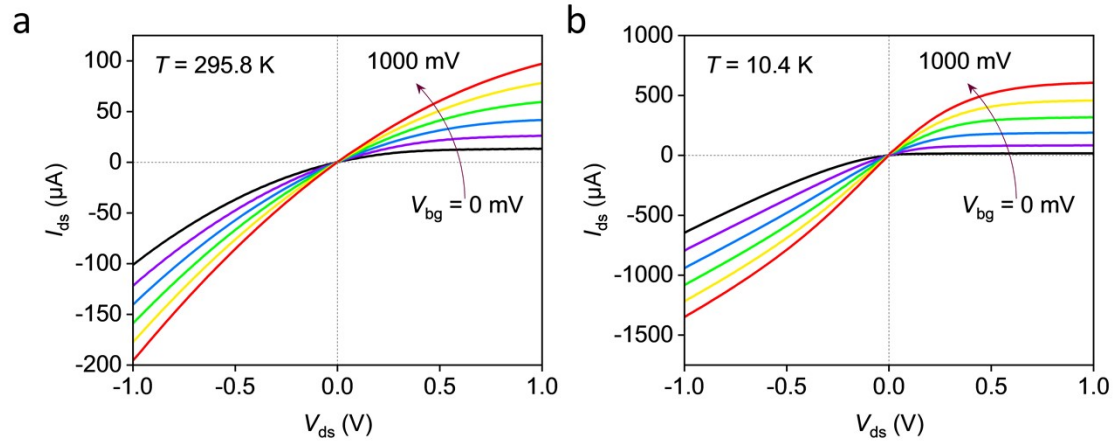 a
T = 295.8 K
1000 mV
V_bg = 0 mV
100
50
0
-50
-100
-150
-200
-1.0
-0.5
0.0
0.5
1.0
I_ds (μA)
V_ds (V)
b
T = 10.4 K
1000 mV
V_bg = 0 mV
1000
500
0
-500
-1000
-1500
-1.0
-0.5
0.0
0.5
1.0
I_ds (μA)
V_ds (V)